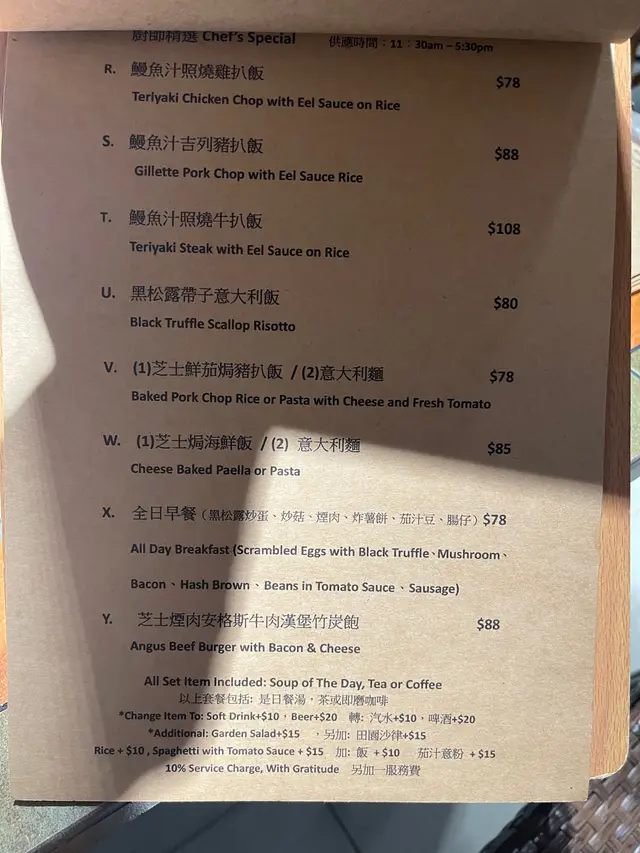 廚師精選 Chef's Special 供應時間：11：30am – 5:30pm
R. 鰻魚汁照燒雞扒飯 $78
Teriyaki Chicken Chop with Eel Sauce on Rice
S. 鰻魚汁吉列豬扒飯 $88
Gillette Pork Chop with Eel Sauce Rice
T. 鰻魚汁照燒牛扒飯 $108
Teriyaki Steak with Eel Sauce on Rice
U. 黑松露帶子意大利飯 $80
Black Truffle Scallop Risotto
V. (1)芝士鮮茄焗豬扒飯 / (2)意大利麵 $78
Baked Pork Chop Rice or Pasta with Cheese and Fresh Tomato
W. (1)芝士焗海鮮飯 / (2) 意大利麵 $85
Cheese Baked Paella or Pasta
X. 全日早餐（黑松露炒蛋、炒菇、煙肉、炸薯餅、茄汁豆、腸仔）$78
All Day Breakfast (Scrambled Eggs with Black Truffle、Mushroom、
Bacon、Hash Brown、Beans in Tomato Sauce、Sausage)
Y. 芝士煙肉安格斯牛肉漢堡竹炭飽 $88
Angus Beef Burger with Bacon & Cheese
All Set Item Included: Soup of The Day, Tea or Coffee
以上套餐包括: 是日餐湯，茶或即磨咖啡
*Change Item To: Soft Drink+$10，Beer+$20 轉: 汽水+$10，啤酒+$20
*Additional: Garden Salad+$15 ，另加: 田園沙律+$15
Rice + $10 , Spaghetti with Tomato Sauce + $15 加: 飯 + $10 茄汁意粉 + $15
10% Service Charge, With Gratitude 另加一服務費